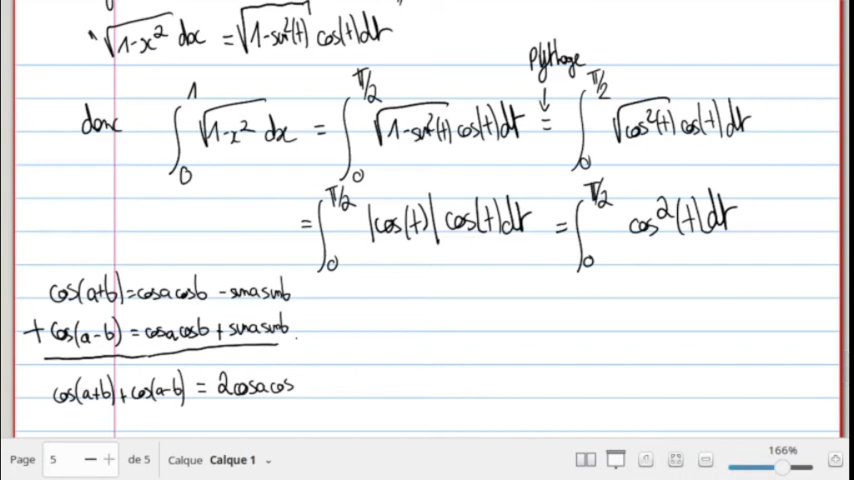 " √(1-x²) dx = √(1-sin²(t)) cos(t)dt "
Pythage
donc ∫₀¹ √(1-x²) dx = ∫₀^(π/2) √(1-sin²(t)) cos(t)dt = ∫₀^(π/2) √(cos²(t)) cos(t)dt
= ∫₀^(π/2) |cos(t)| cos(t)dt = ∫₀^(π/2) cos²(t)dt
cos(a+b) = cosa cosb - sina sinb
+ cos(a-b) = cosa cosb + sina sinb.
cos(a+b) + cos(a-b) = 2cosa cos
Page 5 - + de 5 Calque Calque 1 166%